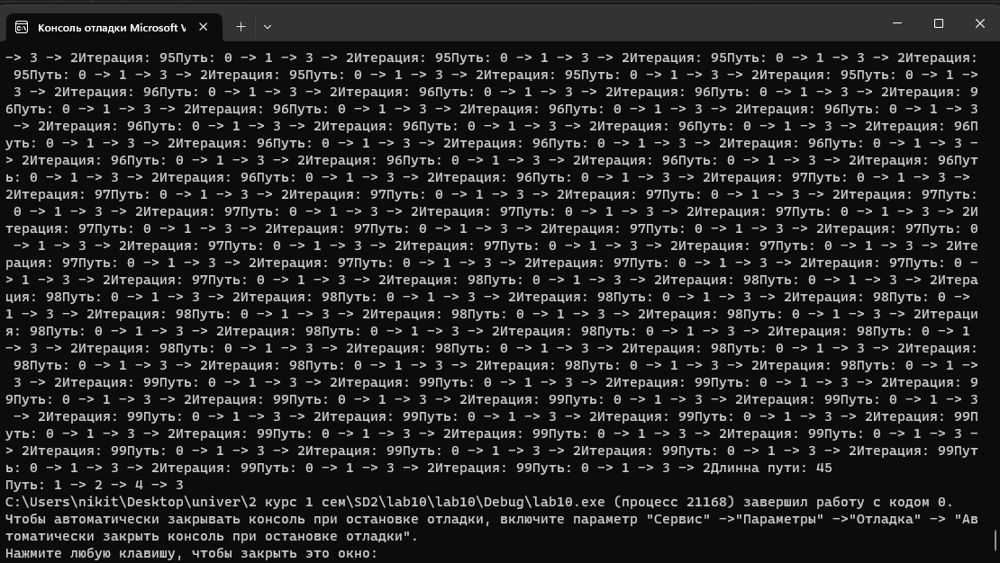 Консоль отладки Microsoft V
-> 3 -> 2Итерация: 95Путь: 0 -> 1 -> 3 -> 2Итерация: 95Путь: 0 -> 1 -> 3 -> 2Итерация: 95Путь: 0 -> 1 -> 3 -> 2Итерация:
 95Путь: 0 -> 1 -> 3 -> 2Итерация: 95Путь: 0 -> 1 -> 3 -> 2Итерация: 95Путь: 0 -> 1 -> 3 -> 2Итерация: 95Путь: 0 -> 1 ->
 3 -> 2Итерация: 96Путь: 0 -> 1 -> 3 -> 2Итерация: 96Путь: 0 -> 1 -> 3 -> 2Итерация: 96Путь: 0 -> 1 -> 3 -> 2Итерация: 9
6Путь: 0 -> 1 -> 3 -> 2Итерация: 96Путь: 0 -> 1 -> 3 -> 2Итерация: 96Путь: 0 -> 1 -> 3 -> 2Итерация: 96Путь: 0 -> 1 -> 3
 -> 2Итерация: 96Путь: 0 -> 1 -> 3 -> 2Итерация: 96Путь: 0 -> 1 -> 3 -> 2Итерация: 96Путь: 0 -> 1 -> 3 -> 2Итерация: 96П
уть: 0 -> 1 -> 3 -> 2Итерация: 96Путь: 0 -> 1 -> 3 -> 2Итерация: 96Путь: 0 -> 1 -> 3 -> 2Итерация: 96Путь: 0 -> 1 -> 3 -
> 2Итерация: 96Путь: 0 -> 1 -> 3 -> 2Итерация: 96Путь: 0 -> 1 -> 3 -> 2Итерация: 96Путь: 0 -> 1 -> 3 -> 2Итерация: 96Пут
ь: 0 -> 1 -> 3 -> 2Итерация: 96Путь: 0 -> 1 -> 3 -> 2Итерация: 96Путь: 0 -> 1 -> 3 -> 2Итерация: 97Путь: 0 -> 1 -> 3 ->
2Итерация: 97Путь: 0 -> 1 -> 3 -> 2Итерация: 97Путь: 0 -> 1 -> 3 -> 2Итерация: 97Путь: 0 -> 1 -> 3 -> 2Итерация: 97Путь:
 0 -> 1 -> 3 -> 2Итерация: 97Путь: 0 -> 1 -> 3 -> 2Итерация: 97Путь: 0 -> 1 -> 3 -> 2Итерация: 97Путь: 0 -> 1 -> 3 -> 2И
терация: 97Путь: 0 -> 1 -> 3 -> 2Итерация: 97Путь: 0 -> 1 -> 3 -> 2Итерация: 97Путь: 0 -> 1 -> 3 -> 2Итерация: 97Путь: 0
 -> 1 -> 3 -> 2Итерация: 97Путь: 0 -> 1 -> 3 -> 2Итерация: 97Путь: 0 -> 1 -> 3 -> 2Итерация: 97Путь: 0 -> 1 -> 3 -> 2Ите
рация: 97Путь: 0 -> 1 -> 3 -> 2Итерация: 97Путь: 0 -> 1 -> 3 -> 2Итерация: 97Путь: 0 -> 1 -> 3 -> 2Итерация: 97Путь: 0 -
> 1 -> 3 -> 2Итерация: 97Путь: 0 -> 1 -> 3 -> 2Итерация: 98Путь: 0 -> 1 -> 3 -> 2Итерация: 98Путь: 0 -> 1 -> 3 -> 2Итера
ция: 98Путь: 0 -> 1 -> 3 -> 2Итерация: 98Путь: 0 -> 1 -> 3 -> 2Итерация: 98Путь: 0 -> 1 -> 3 -> 2Итерация: 98Путь: 0 ->
1 -> 3 -> 2Итерация: 98Путь: 0 -> 1 -> 3 -> 2Итерация: 98Путь: 0 -> 1 -> 3 -> 2Итерация: 98Путь: 0 -> 1 -> 3 -> 2Итераци
я: 98Путь: 0 -> 1 -> 3 -> 2Итерация: 98Путь: 0 -> 1 -> 3 -> 2Итерация: 98Путь: 0 -> 1 -> 3 -> 2Итерация: 98Путь: 0 -> 1
-> 3 -> 2Итерация: 98Путь: 0 -> 1 -> 3 -> 2Итерация: 98Путь: 0 -> 1 -> 3 -> 2Итерация: 98Путь: 0 -> 1 -> 3 -> 2Итерация:
 98Путь: 0 -> 1 -> 3 -> 2Итерация: 98Путь: 0 -> 1 -> 3 -> 2Итерация: 98Путь: 0 -> 1 -> 3 -> 2Итерация: 98Путь: 0 -> 1 ->
 3 -> 2Итерация: 99Путь: 0 -> 1 -> 3 -> 2Итерация: 99Путь: 0 -> 1 -> 3 -> 2Итерация: 99Путь: 0 -> 1 -> 3 -> 2Итерация: 9
9Путь: 0 -> 1 -> 3 -> 2Итерация: 99Путь: 0 -> 1 -> 3 -> 2Итерация: 99Путь: 0 -> 1 -> 3 -> 2Итерация: 99Путь: 0 -> 1 -> 3
 -> 2Итерация: 99Путь: 0 -> 1 -> 3 -> 2Итерация: 99Путь: 0 -> 1 -> 3 -> 2Итерация: 99Путь: 0 -> 1 -> 3 -> 2Итерация: 99П
уть: 0 -> 1 -> 3 -> 2Итерация: 99Путь: 0 -> 1 -> 3 -> 2Итерация: 99Путь: 0 -> 1 -> 3 -> 2Итерация: 99Путь: 0 -> 1 -> 3 -
> 2Итерация: 99Путь: 0 -> 1 -> 3 -> 2Итерация: 99Путь: 0 -> 1 -> 3 -> 2Итерация: 99Путь: 0 -> 1 -> 3 -> 2Итерация: 99Пут
ь: 0 -> 1 -> 3 -> 2Итерация: 99Путь: 0 -> 1 -> 3 -> 2Итерация: 99Путь: 0 -> 1 -> 3 -> 2Длинна пути: 45
Путь: 1 -> 2 -> 4 -> 3
C:\Users\nikit\Desktop\univer\2 курс 1 сем\SD2\lab10\lab10\Debug\lab10.exe (процесс 21168) завершил работу с кодом 0.
Чтобы автоматически закрывать консоль при остановке отладки, включите параметр "Сервис" ->"Параметры" ->"Отладка" -> "Ав
томатически закрыть консоль при остановке отладки".
Нажмите любую клавишу, чтобы закрыть это окно: